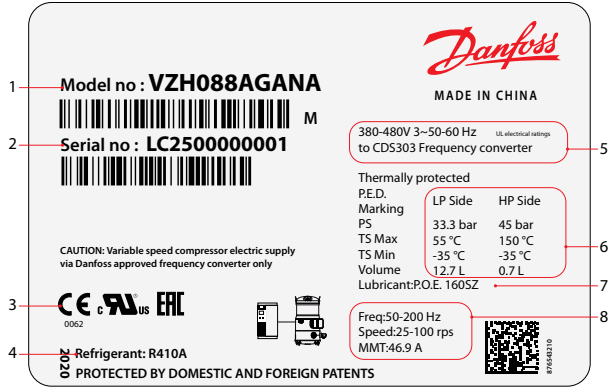 Danfoss
MADE IN CHINA
1 Model no : VZH088AGANA
M
2 Serial no : LC2500000001
380-480V 3~50-60 Hz UL electrical ratings
to CDS303 Frequency converter
5
Thermally protected
P.E.D. LP Side HP Side
Marking
PS 33.3 bar 45 bar
TS Max 55 °C 150 °C
TS Min -35 °C -35 °C
6
Volume 12.7 L 0.7 L
Lubricant:P.O.E. 160SZ 7
CAUTION: Variable speed compressor electric supply
via Danfoss approved frequency converter only
3 CE c RU US EAC
0062
Freq:50-200 Hz 8
Speed:25-100 rps
MMT:46.9 A
876543210
4 Refrigerant: R410A
2020
PROTECTED BY DOMESTIC AND FOREIGN PATENTS